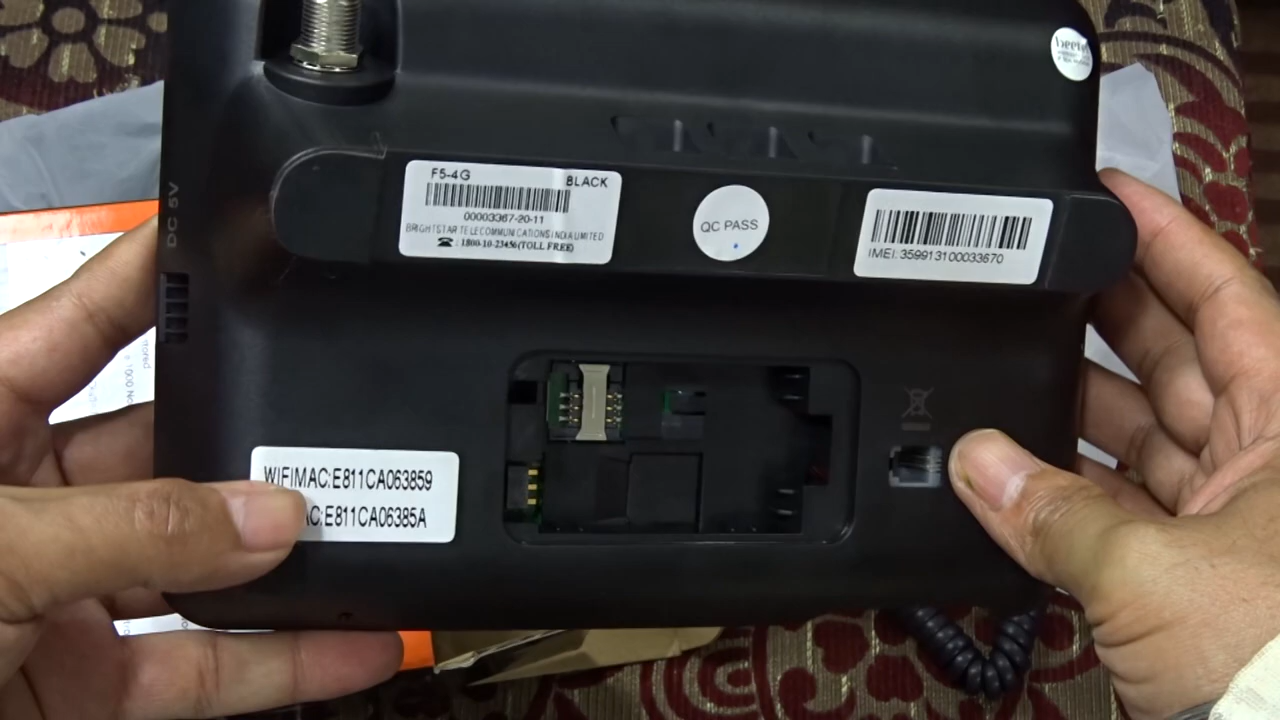 beetel
DC 5V
F5-4G
BLACK
00003367-20-11
BRIGHTSTAR TELECOMMUNICATIONS INDIA LIMITED
☎ : 1800-10-23456 (TOLL FREE)
QC PASS
IMEI: 359913100033670
WIFIMAC:E811CA063859
AC:E811CA06385A